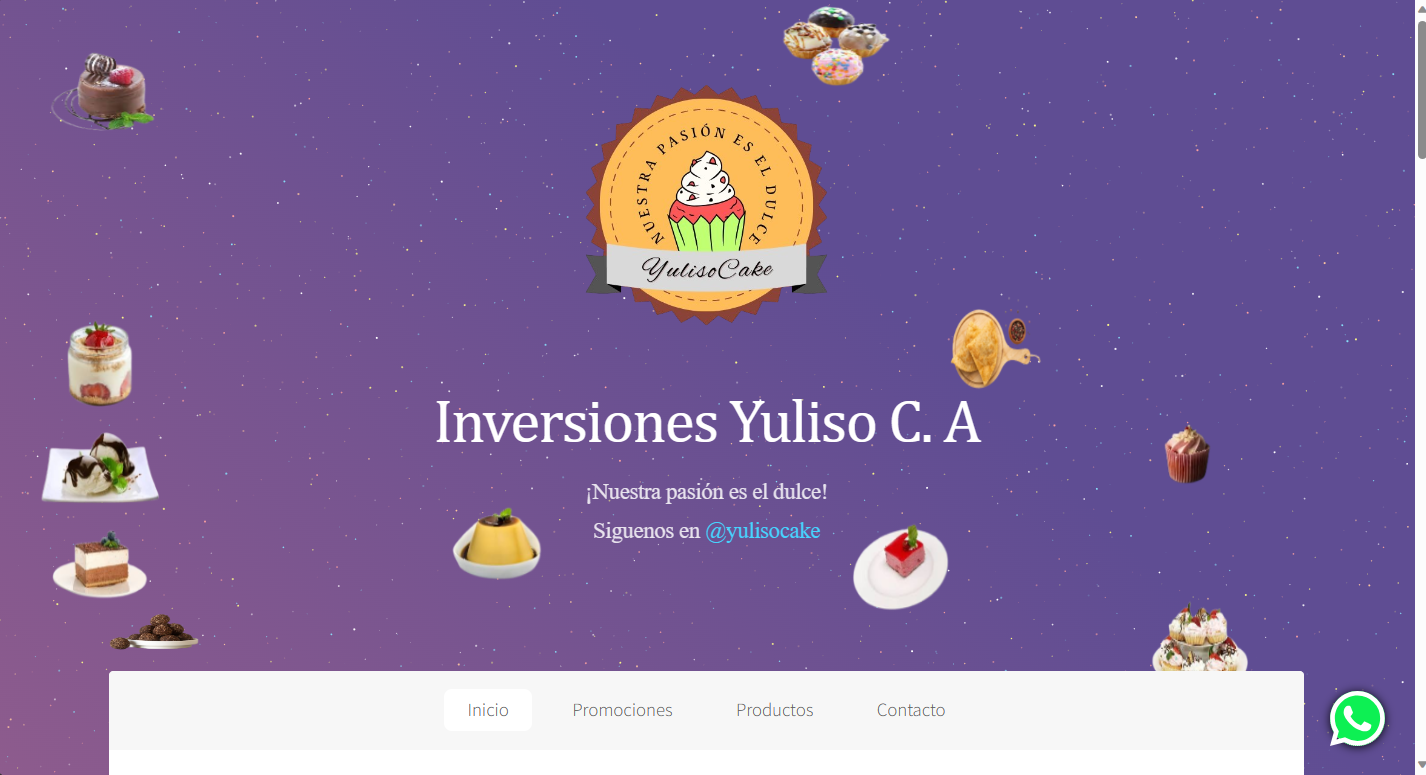 NUESTRA PASIÓN ES EL DULCE
YulisoCake
Inversiones Yuliso C. A
¡Nuestra pasión es el dulce!
Siguenos en @yulisocake
Inicio Promociones Productos Contacto